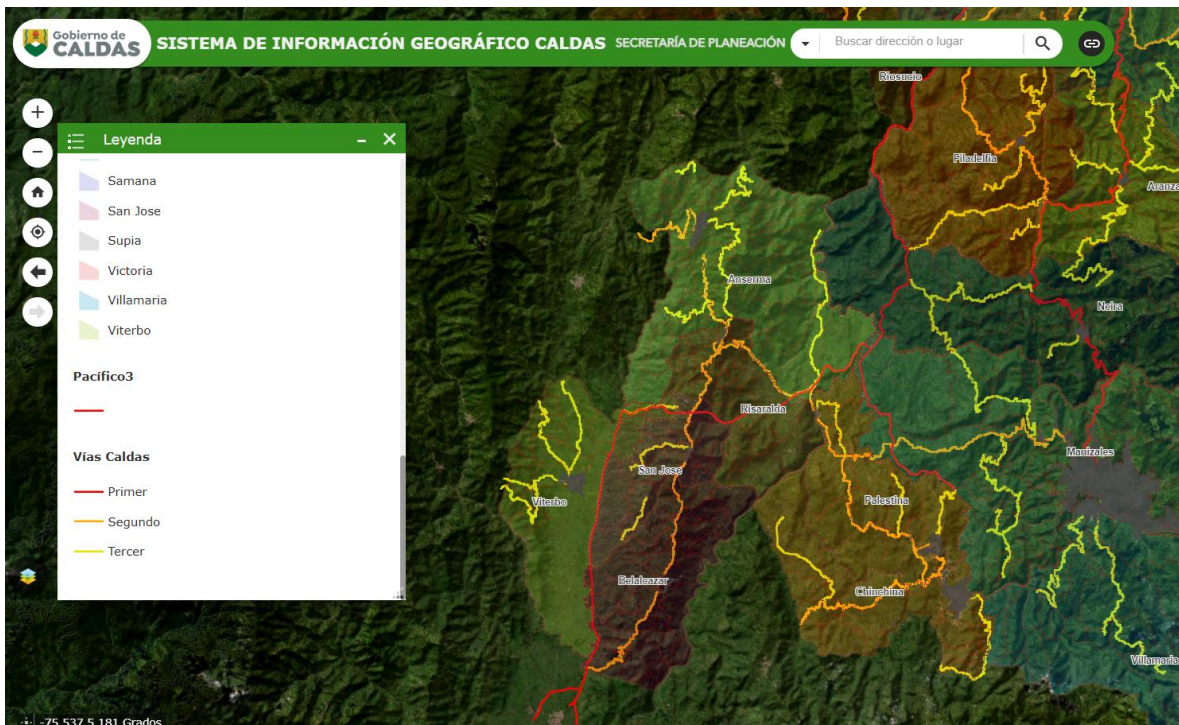 Gobierno de
CALDAS
SISTEMA DE INFORMACIÓN GEOGRÁFICO CALDAS SECRETARÍA DE PLANEACIÓN
Buscar dirección o lugar
Leyenda
Samana
San Jose
Supia
Victoria
Villamaria
Viterbo
Pacífico3
Vías Caldas
Primer
Segundo
Tercer
Riosucio
Filadelfia
Aranza
Anserma
Neira
Risaralda
Manizales
San Jose
Viterbo
Palestina
Belalcazar
Chinchina
Villamaria
-75,537 5,181 Grados